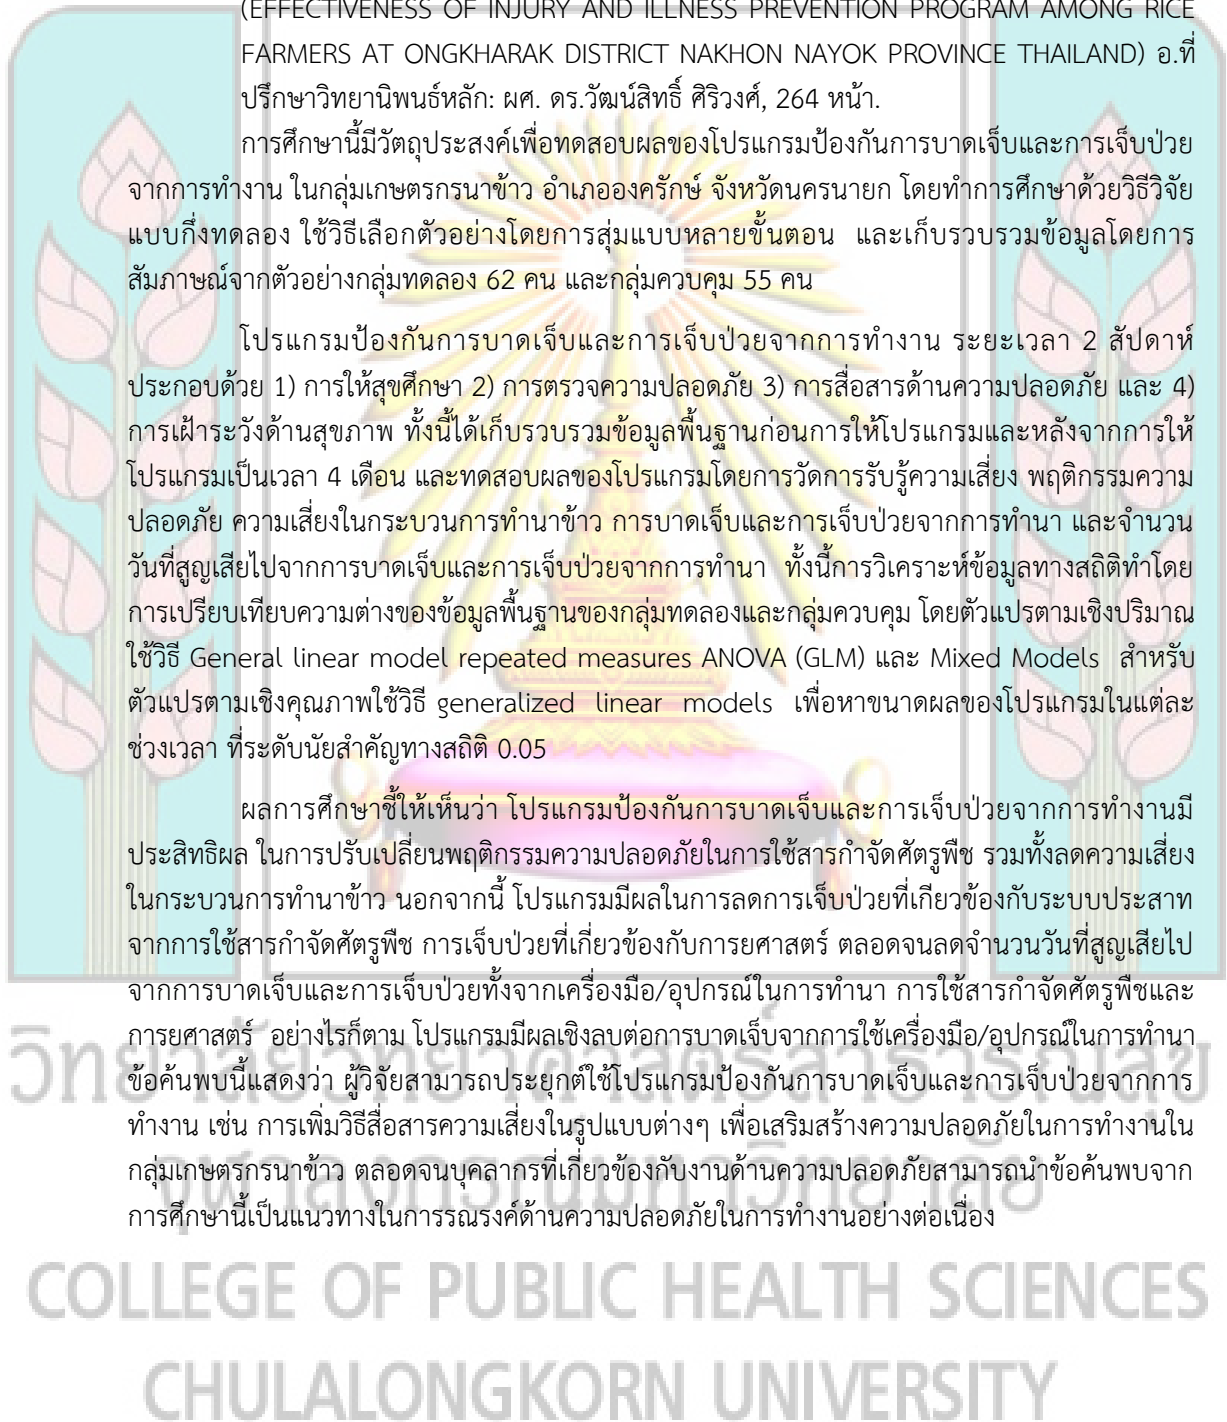 (EFFECTIVENESS OF INJURY AND ILLNESS PREVENTION PROGRAM AMONG RICE
FARMERS AT ONGKHARAK DISTRICT NAKHON NAYOK PROVINCE THAILAND) อ.ที่
ปรึกษาวิทยานิพนธ์หลัก: ผศ. ดร.วัฒน์สิทธิ์ ศิริวงศ์, 264 หน้า.
การศึกษานี้มีวัตถุประสงค์เพื่อทดสอบผลของโปรแกรมป้องกันการบาดเจ็บและการเจ็บป่วย
จากการทำงาน ในกลุ่มเกษตรกรนาข้าว อำเภอองครักษ์ จังหวัดนครนายก โดยทำการศึกษาด้วยวิธีวิจัย
แบบกึ่งทดลอง ใช้วิธีเลือกตัวอย่างโดยการสุ่มแบบหลายขั้นตอน และเก็บรวบรวมข้อมูลโดยการ
สัมภาษณ์จากตัวอย่างกลุ่มทดลอง 62 คน และกลุ่มควบคุม 55 คน
โปรแกรมป้องกันการบาดเจ็บและการเจ็บป่วยจากการทำงาน ระยะเวลา 2 สัปดาห์
ประกอบด้วย 1) การให้สุขศึกษา 2) การตรวจความปลอดภัย 3) การสื่อสารด้านความปลอดภัย และ 4)
การเฝ้าระวังด้านสุขภาพ ทั้งนี้ได้เก็บรวบรวมข้อมูลพื้นฐานก่อนการให้โปรแกรมและหลังจากการให้
โปรแกรมเป็นเวลา 4 เดือน และทดสอบผลของโปรแกรมโดยการวัดการรับรู้ความเสี่ยง พฤติกรรมความ
ปลอดภัย ความเสี่ยงในกระบวนการทำนาข้าว การบาดเจ็บและการเจ็บป่วยจากการทำนา และจำนวน
วันที่สูญเสียไปจากการบาดเจ็บและการเจ็บป่วยจากการทำนา ทั้งนี้การวิเคราะห์ข้อมูลทางสถิติทำโดย
การเปรียบเทียบความต่างของข้อมูลพื้นฐานของกลุ่มทดลองและกลุ่มควบคุม โดยตัวแปรตามเชิงปริมาณ
ใช้วิธี General linear model repeated measures ANOVA (GLM) และ Mixed Models สำหรับ
ตัวแปรตามเชิงคุณภาพใช้วิธี generalized linear models เพื่อหาขนาดผลของโปรแกรมในแต่ละ
ช่วงเวลา ที่ระดับนัยสำคัญทางสถิติ 0.05
ผลการศึกษาชี้ให้เห็นว่า โปรแกรมป้องกันการบาดเจ็บและการเจ็บป่วยจากการทำงานมี
ประสิทธิผล ในการปรับเปลี่ยนพฤติกรรมความปลอดภัยในการใช้สารกำจัดศัตรูพืช รวมทั้งลดความเสี่ยง
ในกระบวนการทำนาข้าว นอกจากนี้ โปรแกรมมีผลในการลดการเจ็บป่วยที่เกียวข้องกับระบบประสาท
จากการใช้สารกำจัดศัตรูพืช การเจ็บป่วยที่เกี่ยวข้องกับการยศาสตร์ ตลอดจนลดจำนวนวันที่สูญเสียไป
จากการบาดเจ็บและการเจ็บป่วยทั้งจากเครื่องมือ/อุปกรณ์ในการทำนา การใช้สารกำจัดศัตรูพืชและ
การยศาสตร์ อย่างไรก็ตาม โปรแกรมมีผลเชิงลบต่อการบาดเจ็บจากการใช้เครื่องมือ/อุปกรณ์ในการทำนา
ข้อค้นพบนี้แสดงว่า ผู้วิจัยสามารถประยุกต์ใช้โปรแกรมป้องกันการบาดเจ็บและการเจ็บป่วยจากการ
ทำงาน เช่น การเพิ่มวิธีสื่อสารความเสี่ยงในรูปแบบต่างๆ เพื่อเสริมสร้างความปลอดภัยในการทำงานใน
กลุ่มเกษตรกรนาข้าว ตลอดจนบุคลากรที่เกี่ยวข้องกับงานด้านความปลอดภัยสามารถนำข้อค้นพบจาก
การศึกษานี้เป็นแนวทางในการรณรงค์ด้านความปลอดภัยในการทำงานอย่างต่อเนื่อง
วิทยาลัยวิทยาศาสตร์สาธารณสุข
จุฬาลงกรณ์มหาวิทยาลัย
COLLEGE OF PUBLIC HEALTH SCIENCES
CHULALONGKORN UNIVERSITY